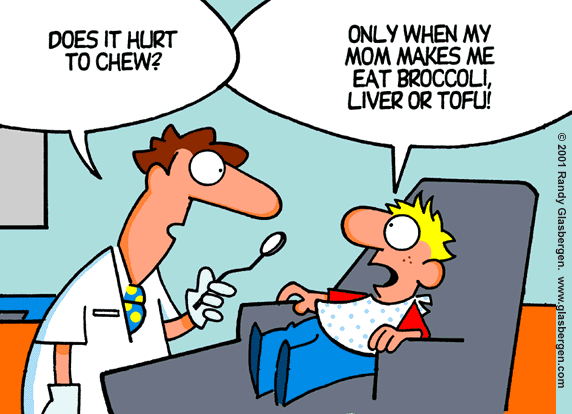 DOES IT HURT
TO CHEW?
ONLY WHEN MY
MOM MAKES ME
EAT BROCCOLI,
LIVER OR TOFU!
© 2001 Randy Glasbergen. www.glasbergen.com